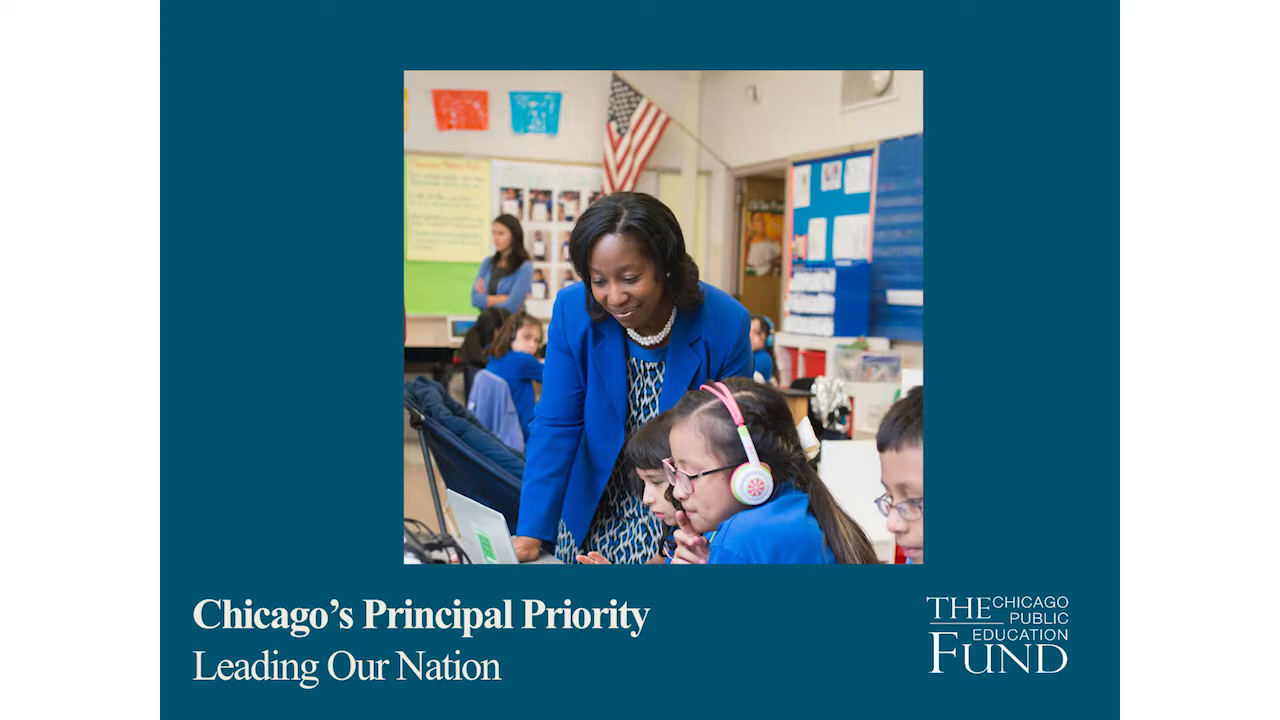 Chicago’s Principal Priority
Leading Our Nation
THE CHICAGO
PUBLIC
EDUCATION
FUND